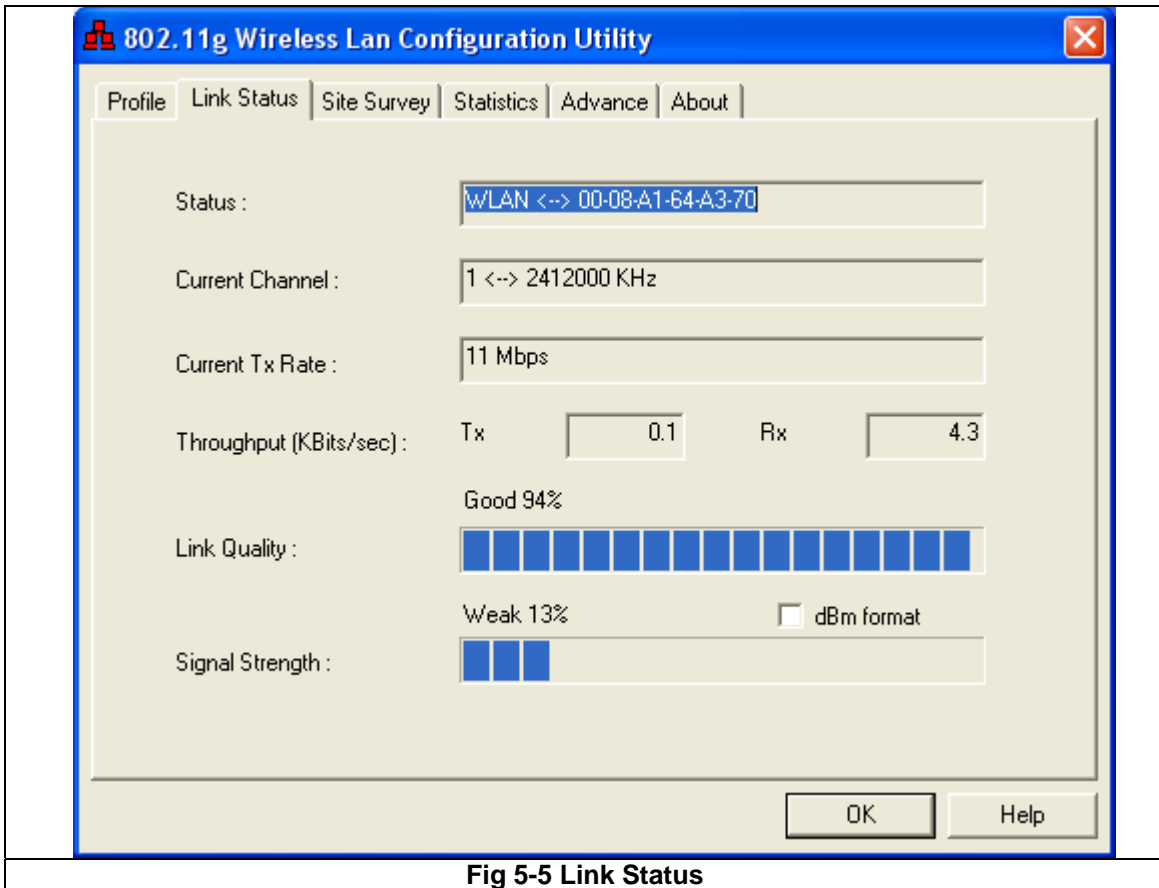 802.11g Wireless Lan Configuration Utility
Profile Link Status Site Survey Statistics Advance About
Status : WLAN <--> 00-08-A1-64-A3-70
Current Channel : 1 <--> 2412000 KHz
Current Tx Rate : 11 Mbps
Throughput (KBits/sec) : Tx 0.1 Rx 4.3
Good 94%
Link Quality :
Weak 13% dBm format
Signal Strength :
OK Help
Fig 5-5 Link Status